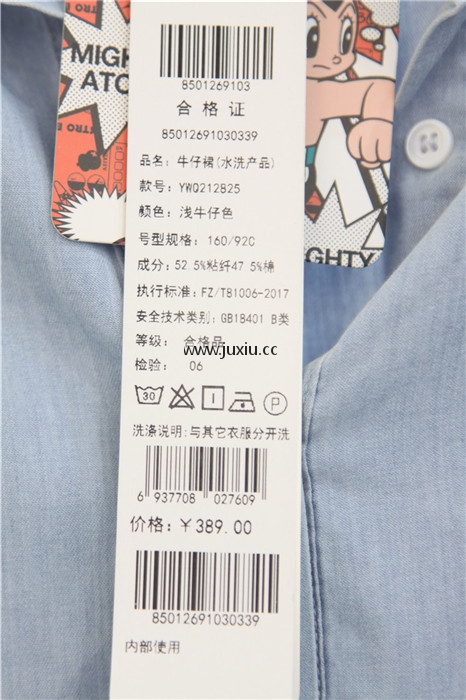 MIGH
ATO
8501269103
合格证
85012691030339
品名: 牛仔裙(水洗产品)
款号: YWQ212825
颜色: 浅牛仔色
号型规格: 160/92C
成分: 52.5%粘纤47.5%棉
执行标准: FZ/T81006-2017
安全技术类别: GB18401 B类
等级: 合格品
www.juxiu.cc
检验: 06
30
P
洗涤说明:与其它衣服分开洗
6 937708 027609
价格: ¥389.00
85012691030339
内部使用
GHTY